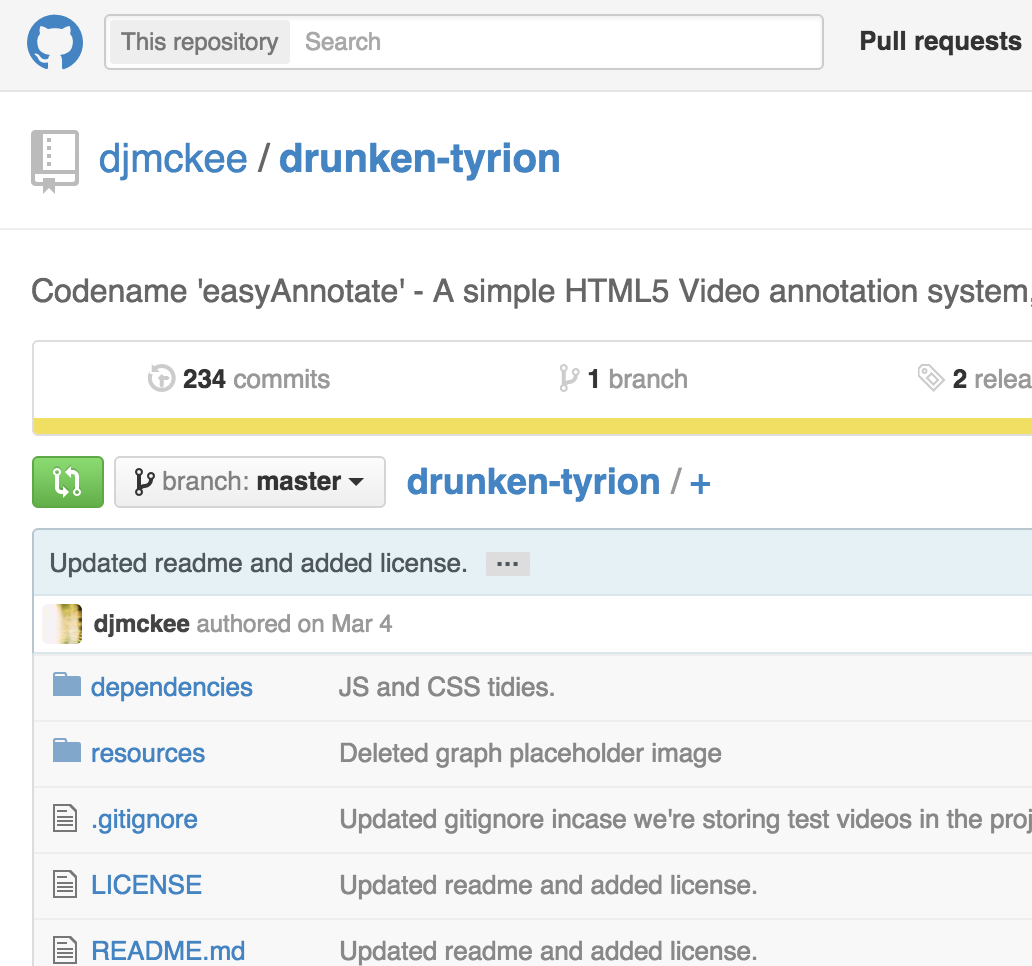 This repository Search Pull requests
djmckee / drunken-tyrion
Codename 'easyAnnotate' - A simple HTML5 Video annotation system,
234 commits 1 branch 2 relea
branch: master drunken-tyrion / +
Updated readme and added license. ...
djmckee authored on Mar 4
dependencies JS and CSS tidies.
resources Deleted graph placeholder image
.gitignore Updated gitignore incase we're storing test videos in the proj
LICENSE Updated readme and added license.
README.md Updated readme and added license.